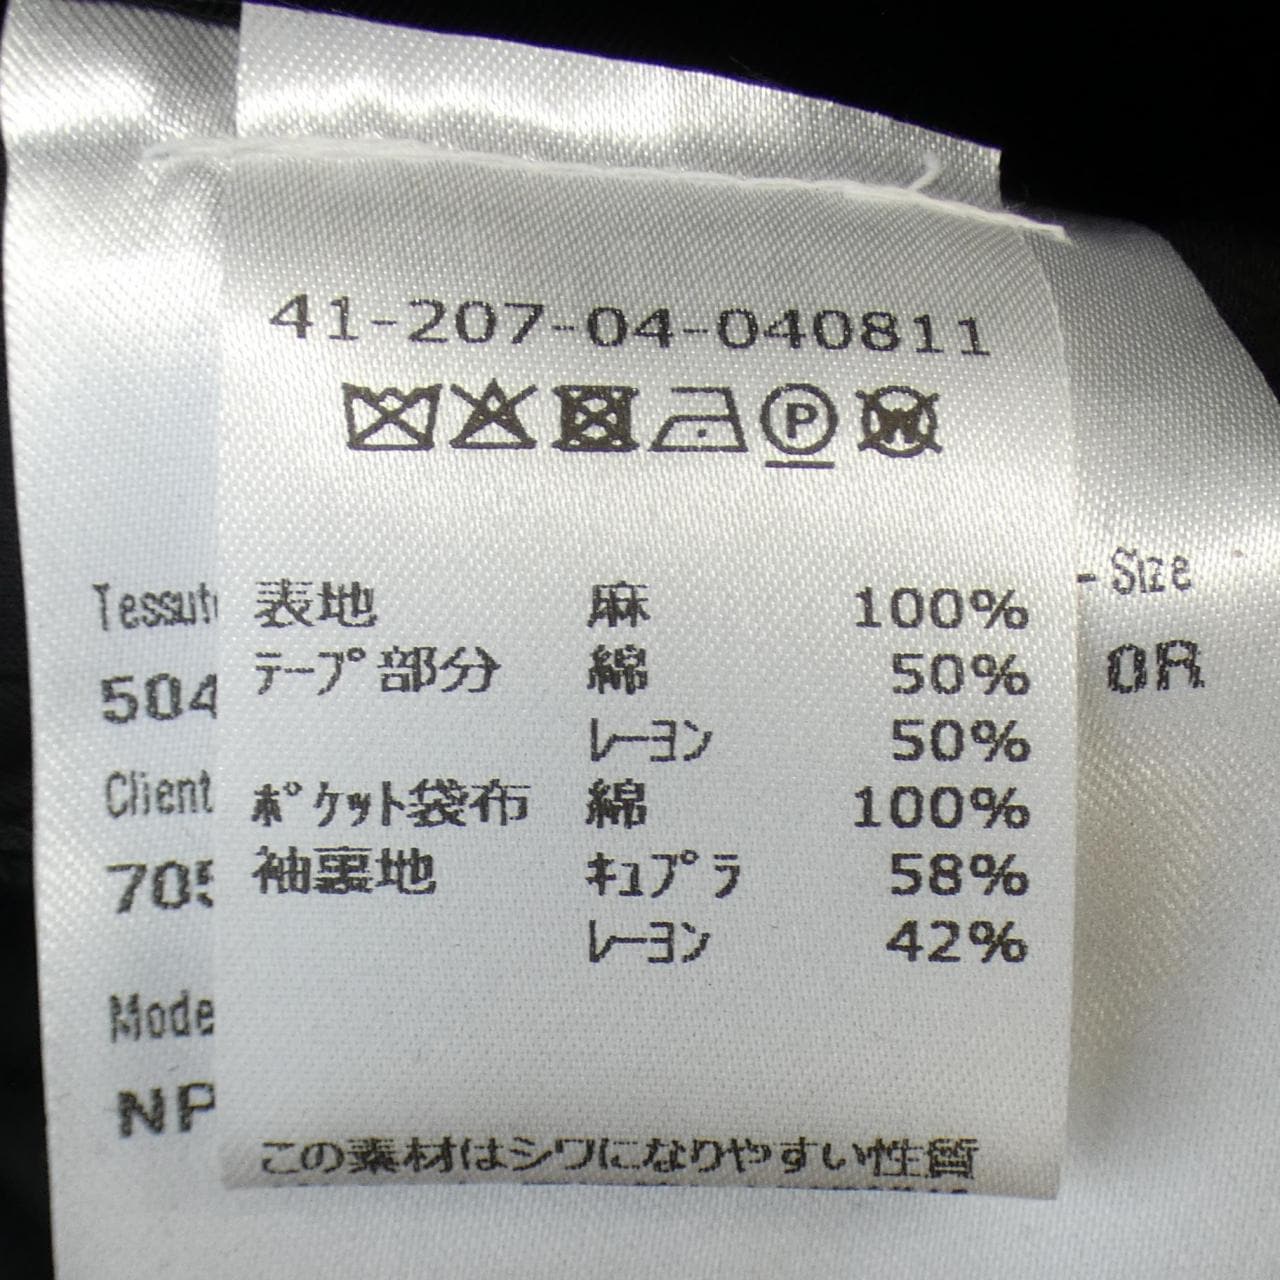 41-207-04-040811
P W
表地 麻 100%
テープ部分 綿 50%
レーヨン 50%
ポケット袋布 綿 100%
袖裏地 キュプラ 58%
レーヨン 42%
この素材はシワになりやすい性質
- Size
0R
504
Client
NP